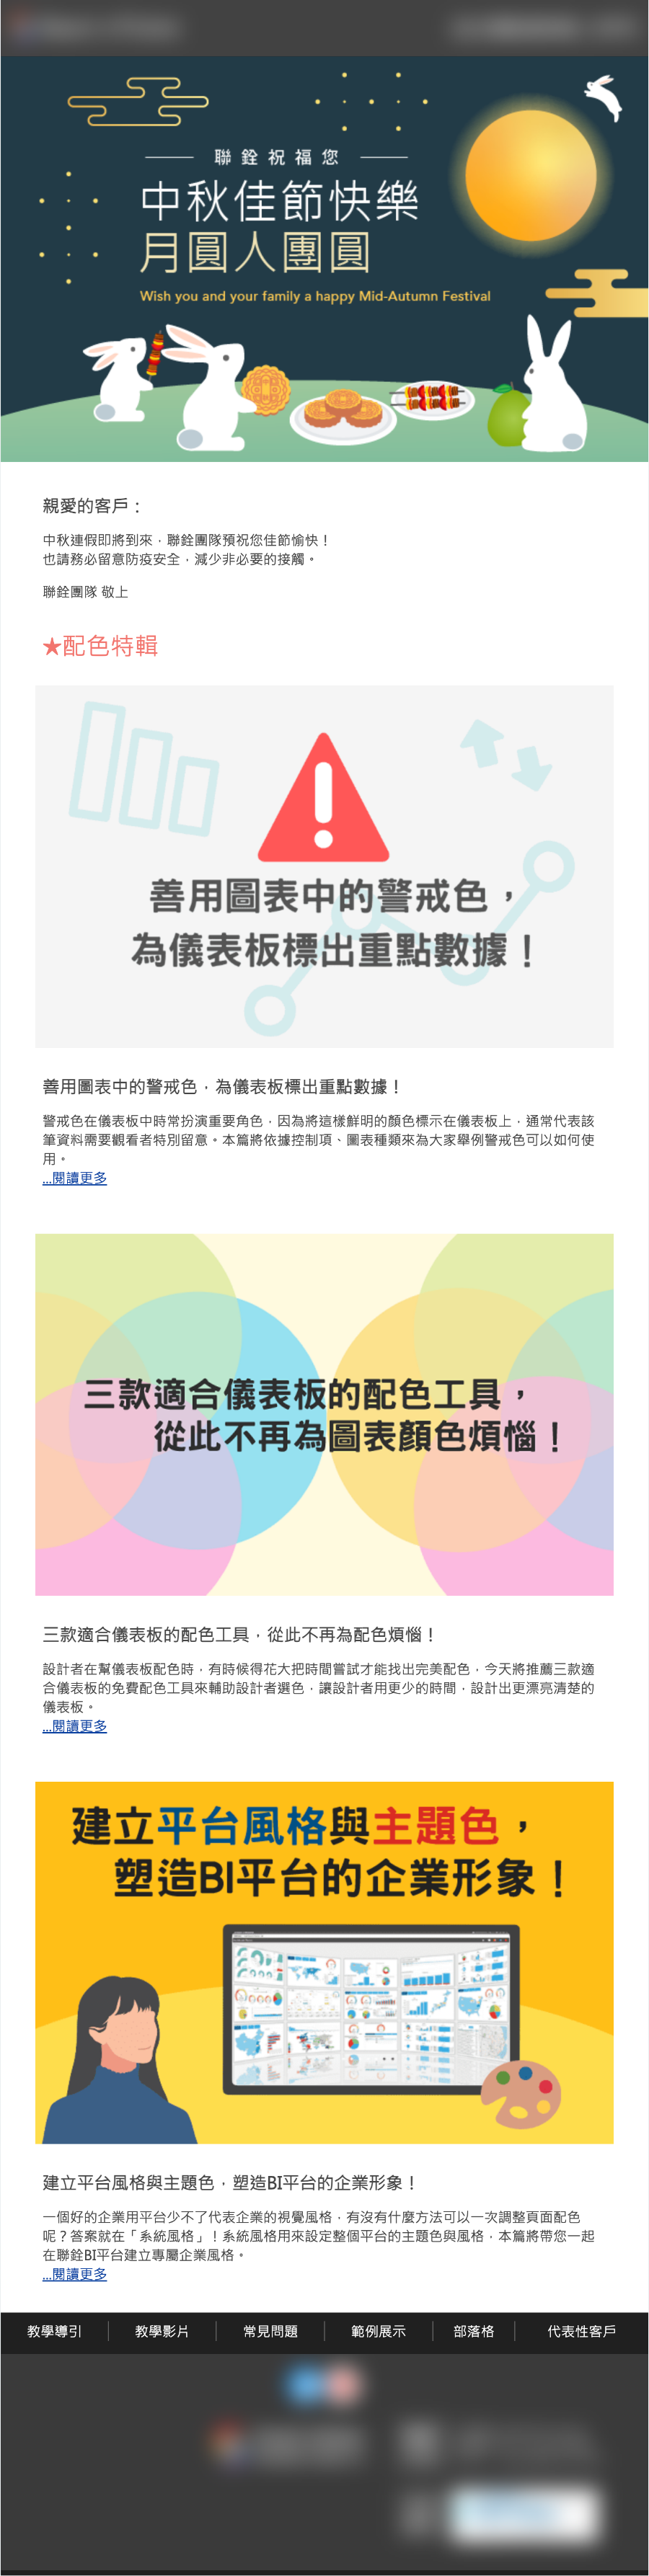 聯銓祝福您
中秋佳節快樂
月圓人團圓
Wish you and your family a happy Mid-Autumn Festival
親愛的客戶：
中秋連假即將到來，聯銓團隊預祝您佳節愉快！
也請務必留意防疫安全，減少非必要的接觸。
聯銓團隊 敬上
★配色特輯
善用圖表中的警戒色，
為儀表板標出重點數據！
善用圖表中的警戒色，為儀表板標出重點數據！
警戒色在儀表板中時常扮演重要角色，因為將這樣鮮明的顏色標示在儀表板上，通常代表該
筆資料需要觀看者特別留意。本篇將依據控制項、圖表種類來為大家舉例警戒色可以如何使
用。
...閱讀更多
三款適合儀表板的配色工具，
從此不再為圖表顏色煩惱！
三款適合儀表板的配色工具，從此不再為配色煩惱！
設計者在幫儀表板配色時，有時候得花大把時間嘗試才能找出完美配色，今天將推薦三款適
合儀表板的免費配色工具來輔助設計者選色，讓設計者用更少的時間，設計出更漂亮清楚的
儀表板。
...閱讀更多
建立平台風格與主題色，
塑造BI平台的企業形象！
建立平台風格與主題色，塑造BI平台的企業形象！
一個好的企業用平台少不了代表企業的視覺風格，有沒有什麼方法可以一次調整頁面配色
呢？答案就在「系統風格」！系統風格用來設定整個平台的主題色與風格，本篇將帶您一起
在聯銓BI平台建立專屬企業風格。
...閱讀更多
教學導引 教學影片 常見問題 範例展示 部落格 代表性客戶